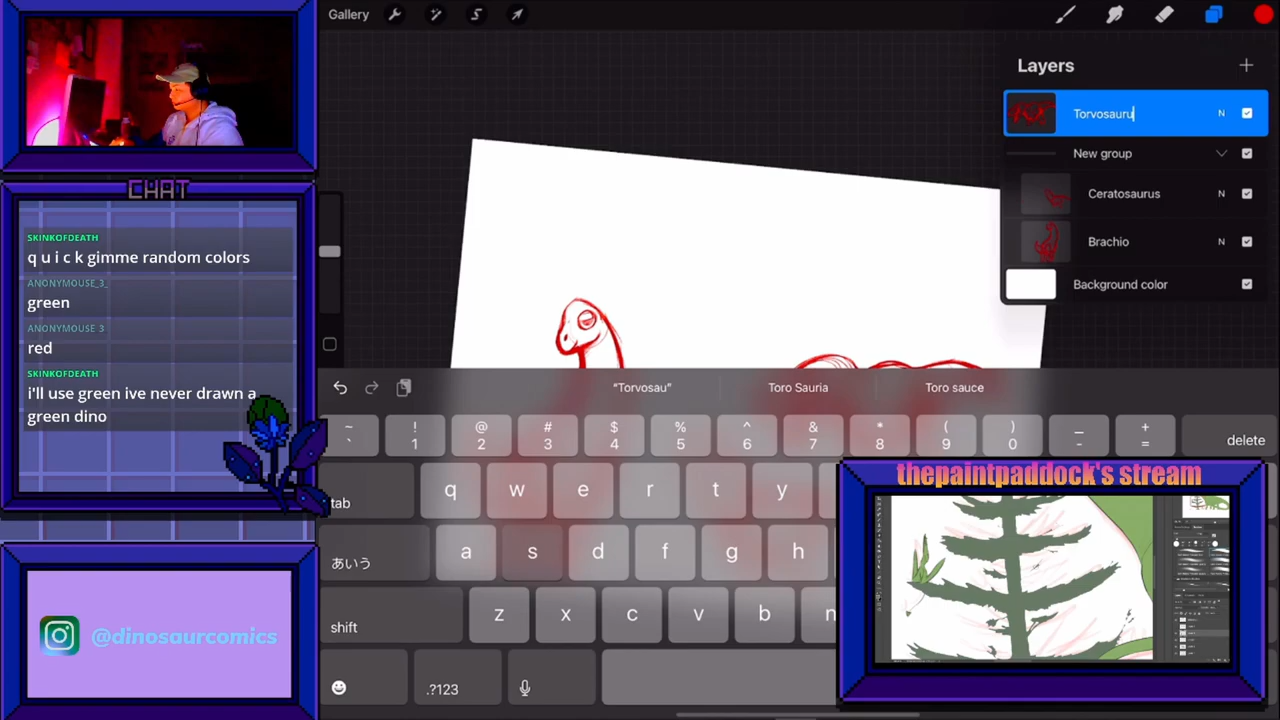 Gallery
Layers
+
Torvosauru
N
New group
Ceratosaurus
N
Brachio
N
Background color
CHAT
SKINKOFDEATH
q u i c k gimme random colors
ANONYMOUSE_3_
green
ANONYMOUSE 3
red
SKINKOFDEATH
i'll use green ive never drawn a
green dino
@dinosaurcomics
"Torvosau"
Toro Sauria
Toro sauce
~ ! @ # $ % ^ & * ( ) _ +
` 1 2 3 4 5 6 7 8 9 0 - = delete
tab q w e r t y
あいう a s d f g h
shift z x c v b n
.?123
thepaintpaddock's stream